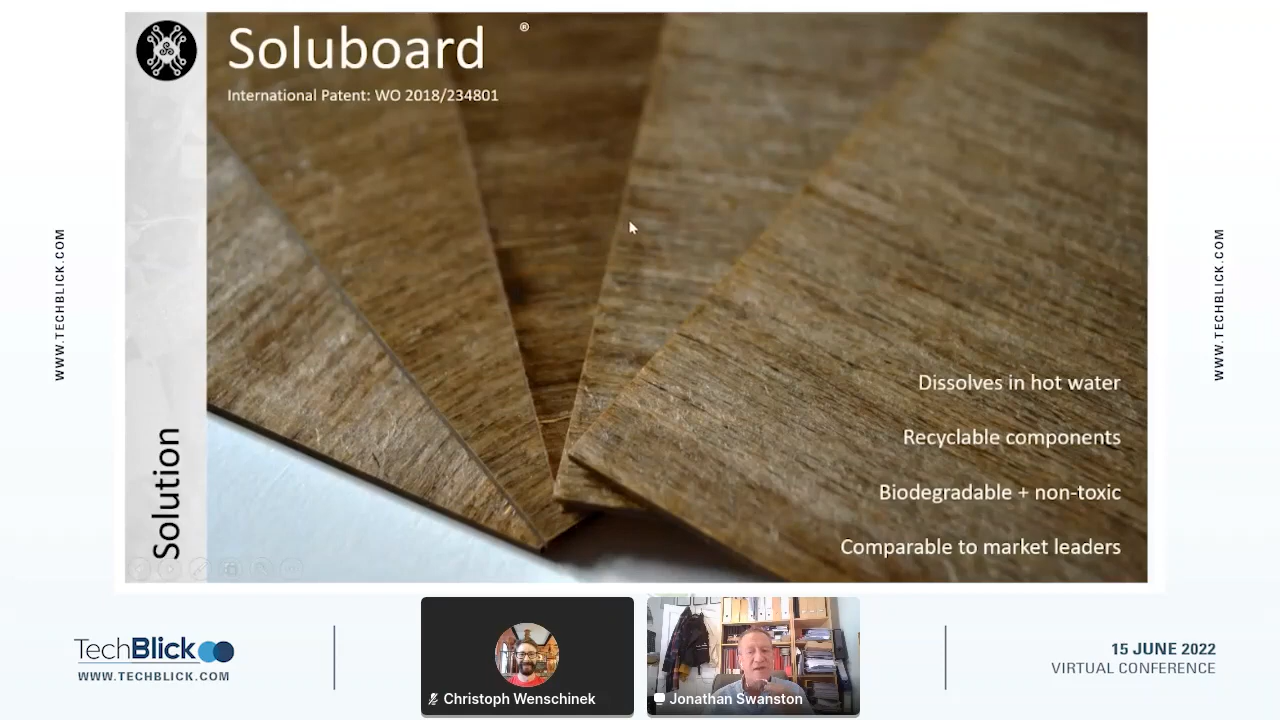 Soluboard ®
International Patent: WO 2018/234801
Dissolves in hot water
Recyclable components
Biodegradable + non-toxic
Comparable to market leaders
Solution
WWW.TECHBLICK.COM
WWW.TECHBLICK.COM
TechBlick
WWW.TECHBLICK.COM
Christoph Wenschinek
Jonathan Swanston
15 JUNE 2022
VIRTUAL CONFERENCE